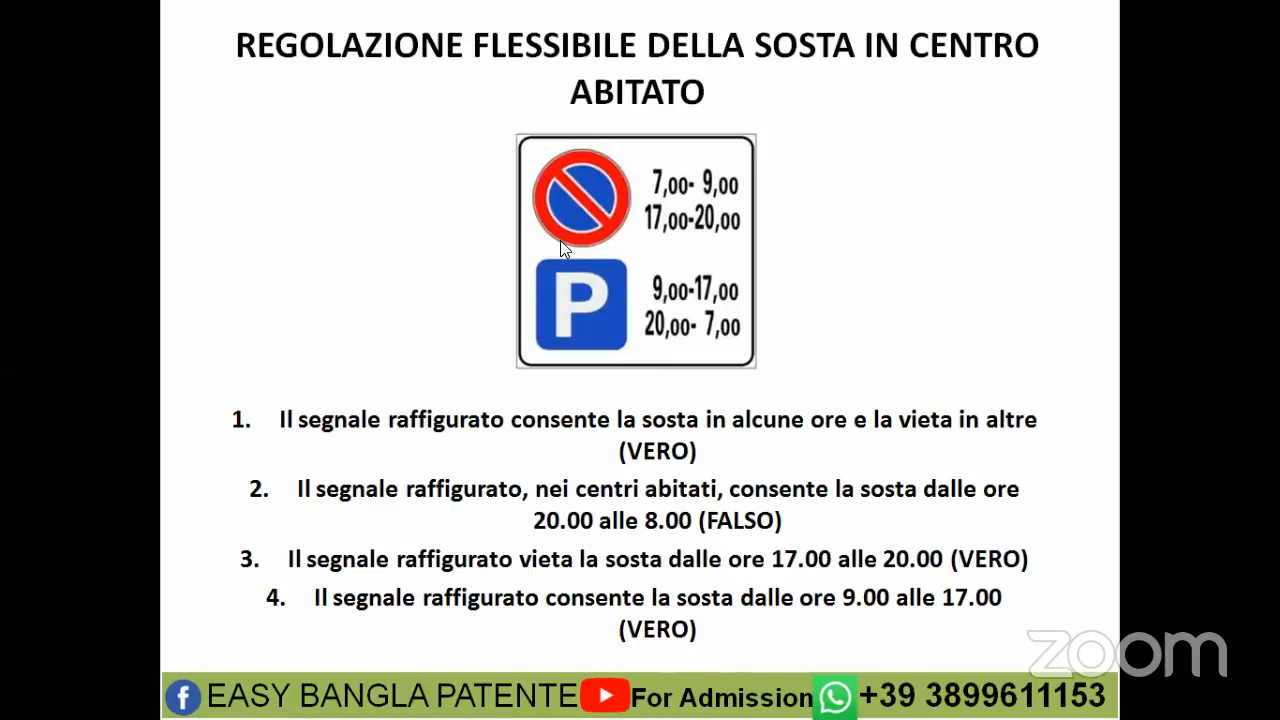 REGOLAZIONE FLESSIBILE DELLA SOSTA IN CENTRO
ABITATO
7,00- 9,00
17,00-20,00
P
9,00-17,00
20,00- 7,00
1. Il segnale raffigurato consente la sosta in alcune ore e la vieta in altre
(VERO)
2. Il segnale raffigurato, nei centri abitati, consente la sosta dalle ore
20.00 alle 8.00 (FALSO)
3. Il segnale raffigurato vieta la sosta dalle ore 17.00 alle 20.00 (VERO)
4. Il segnale raffigurato consente la sosta dalle ore 9.00 alle 17.00
(VERO)
zoom
EASY BANGLA PATENTE For Admission +39 3899611153